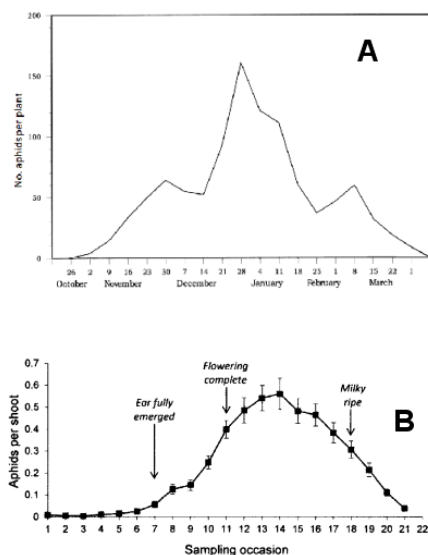 A
200
150
100
50
0
No. aphids per plant
26 2 9 16 23 30 7 14 21 28 4 11 18 25 1 8 15 22 1
October November December January February March
B
0.7
0.6
0.5
0.4
0.3
0.2
0.1
0
Aphids per shoot
Ear fully
emerged
Flowering
complete
Milky
ripe
1 2 3 4 5 6 7 8 9 10 11 12 13 14 15 16 17 18 19 20 21 22
Sampling occasion